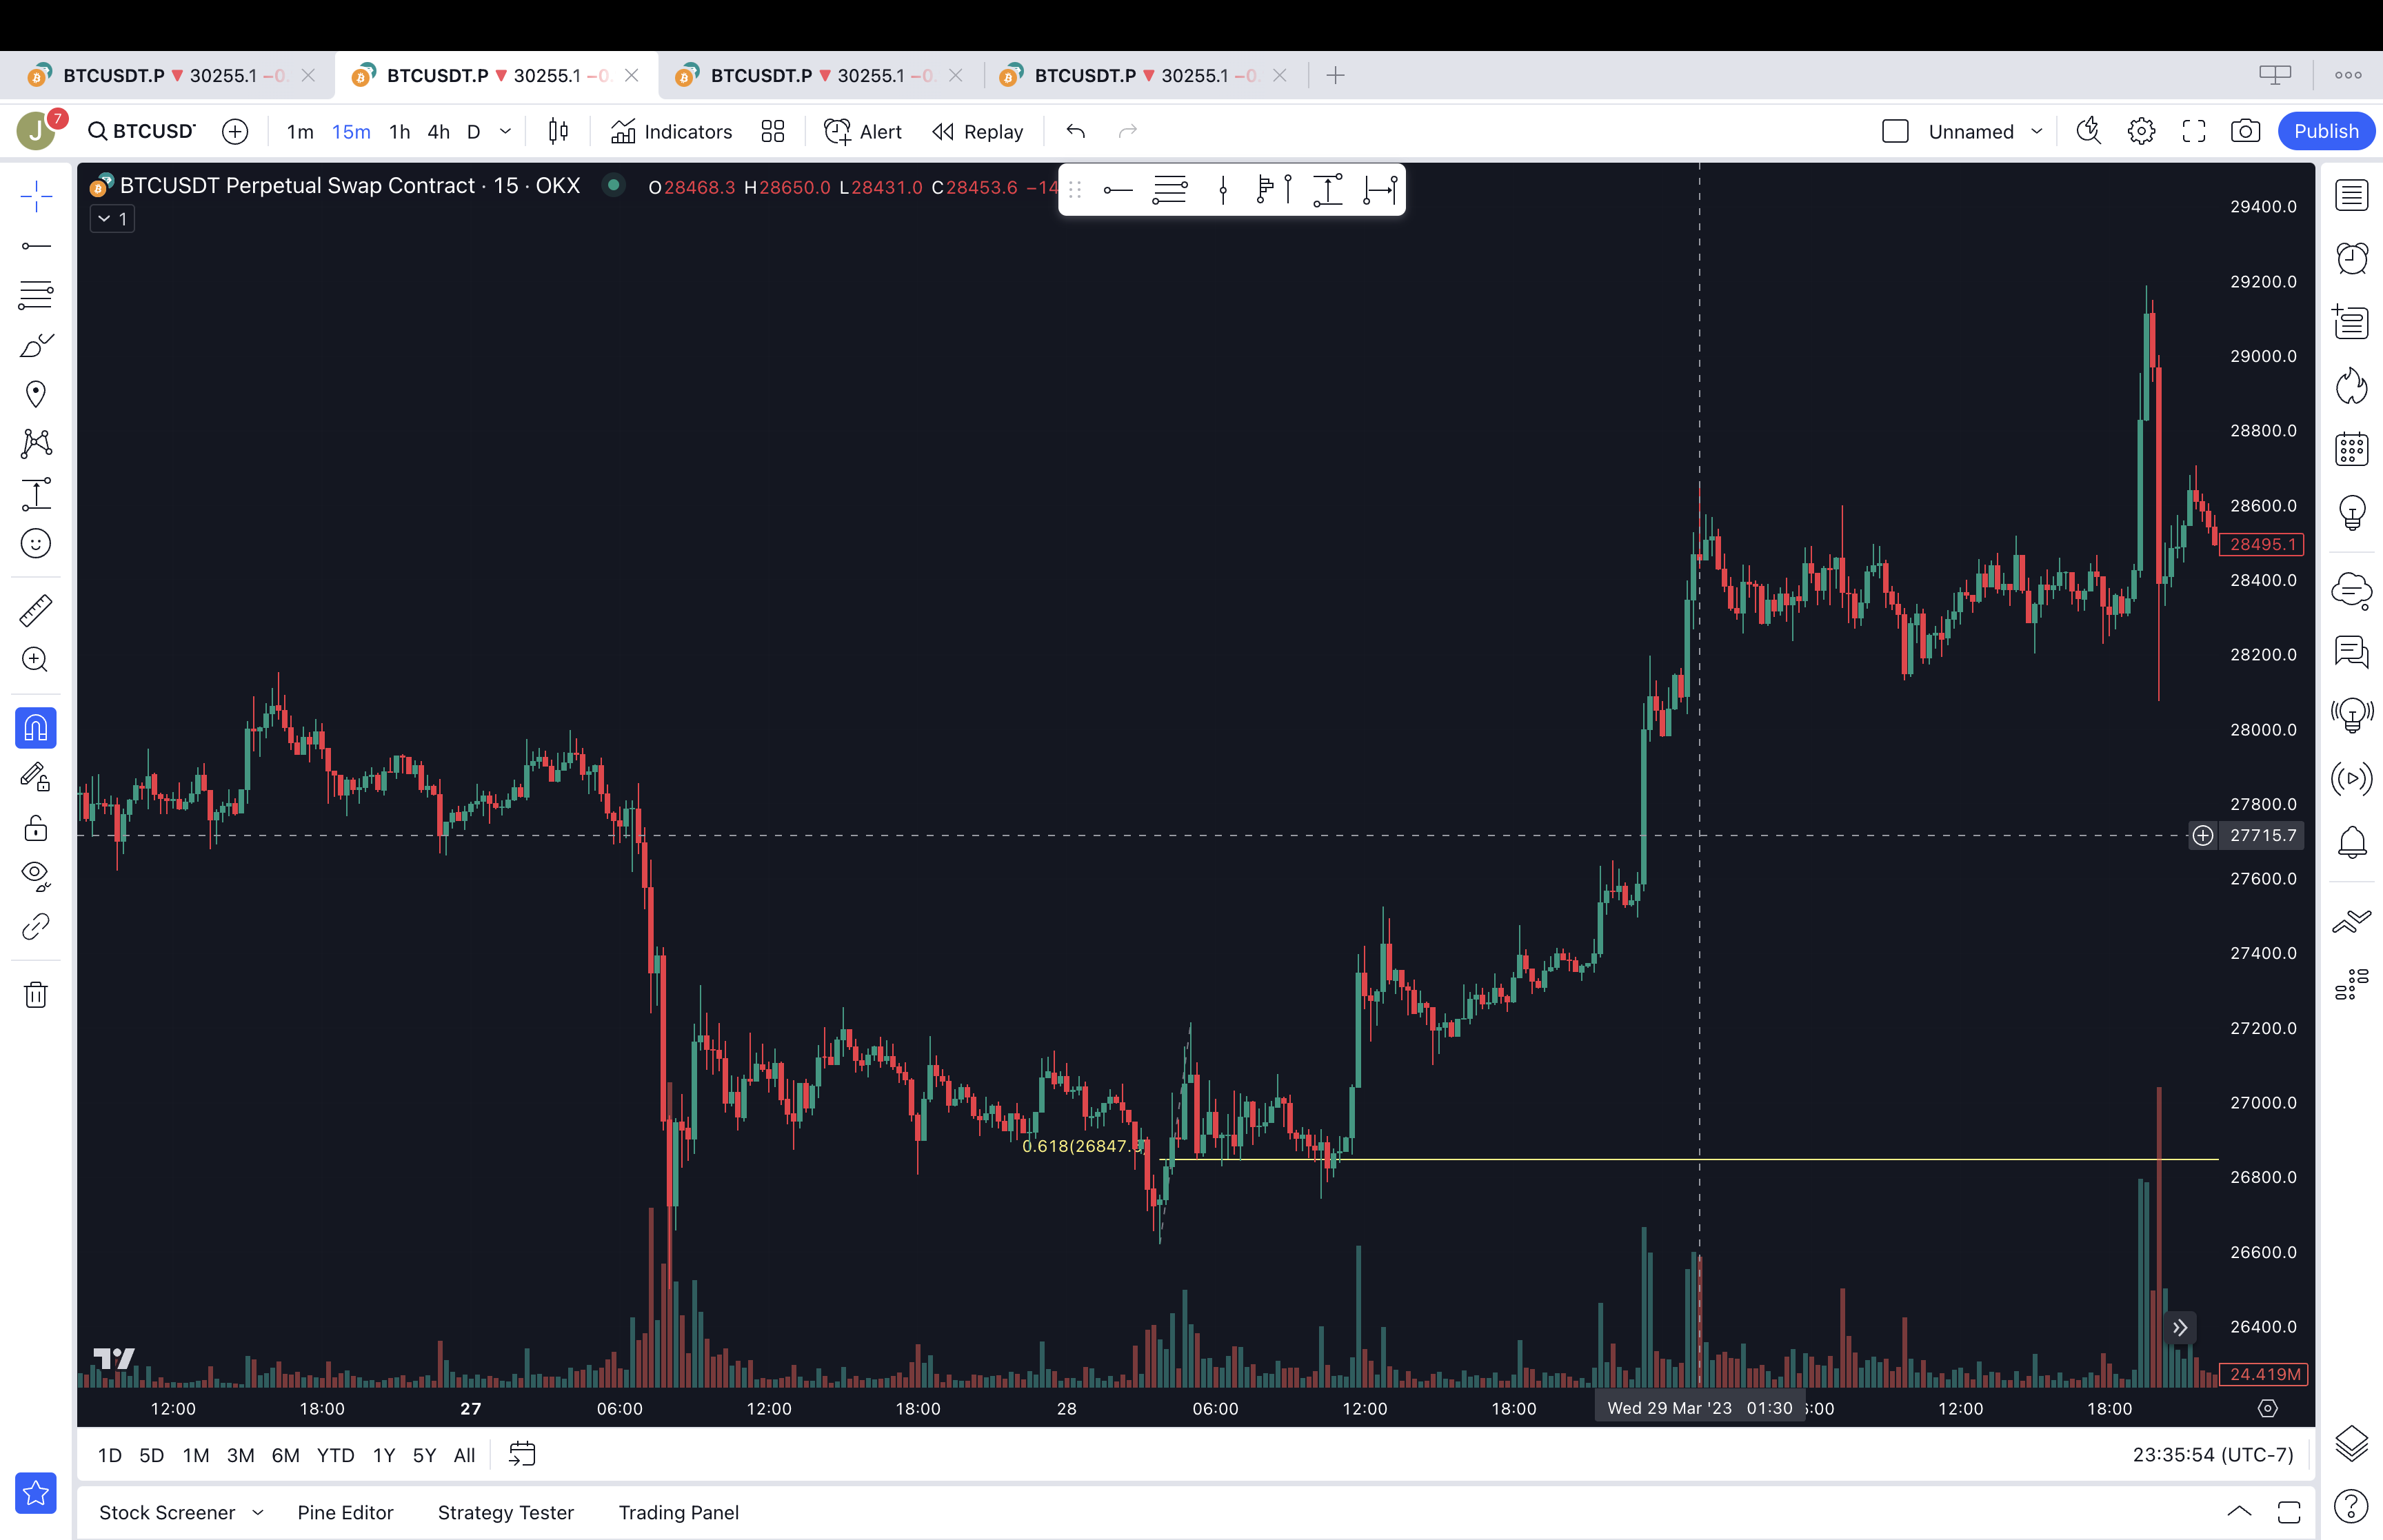 BTCUSDT.P 30255.1 −0.
BTCUSDT.P 30255.1 −0.
BTCUSDT.P 30255.1 −0.
BTCUSDT.P 30255.1 −0.
J 7 BTCUSD 1m 15m 1h 4h D Indicators Alert Replay Unnamed Publish
BTCUSDT Perpetual Swap Contract · 15 · OKX O28468.3 H28650.0 L28431.0 C28453.6 −14
1
29400.0
29200.0
29000.0
28800.0
28600.0
28495.1
28400.0
28200.0
28000.0
27800.0
27715.7
27600.0
27400.0
27200.0
27000.0
0.618(26847.
26800.0
26600.0
26400.0
24.419M
12:00 18:00 27 06:00 12:00 18:00 28 06:00 12:00 18:00 Wed 29 Mar '23 01:30 :00 12:00 18:00
1D 5D 1M 3M 6M YTD 1Y 5Y All 23:35:54 (UTC-7)
Stock Screener Pine Editor Strategy Tester Trading Panel